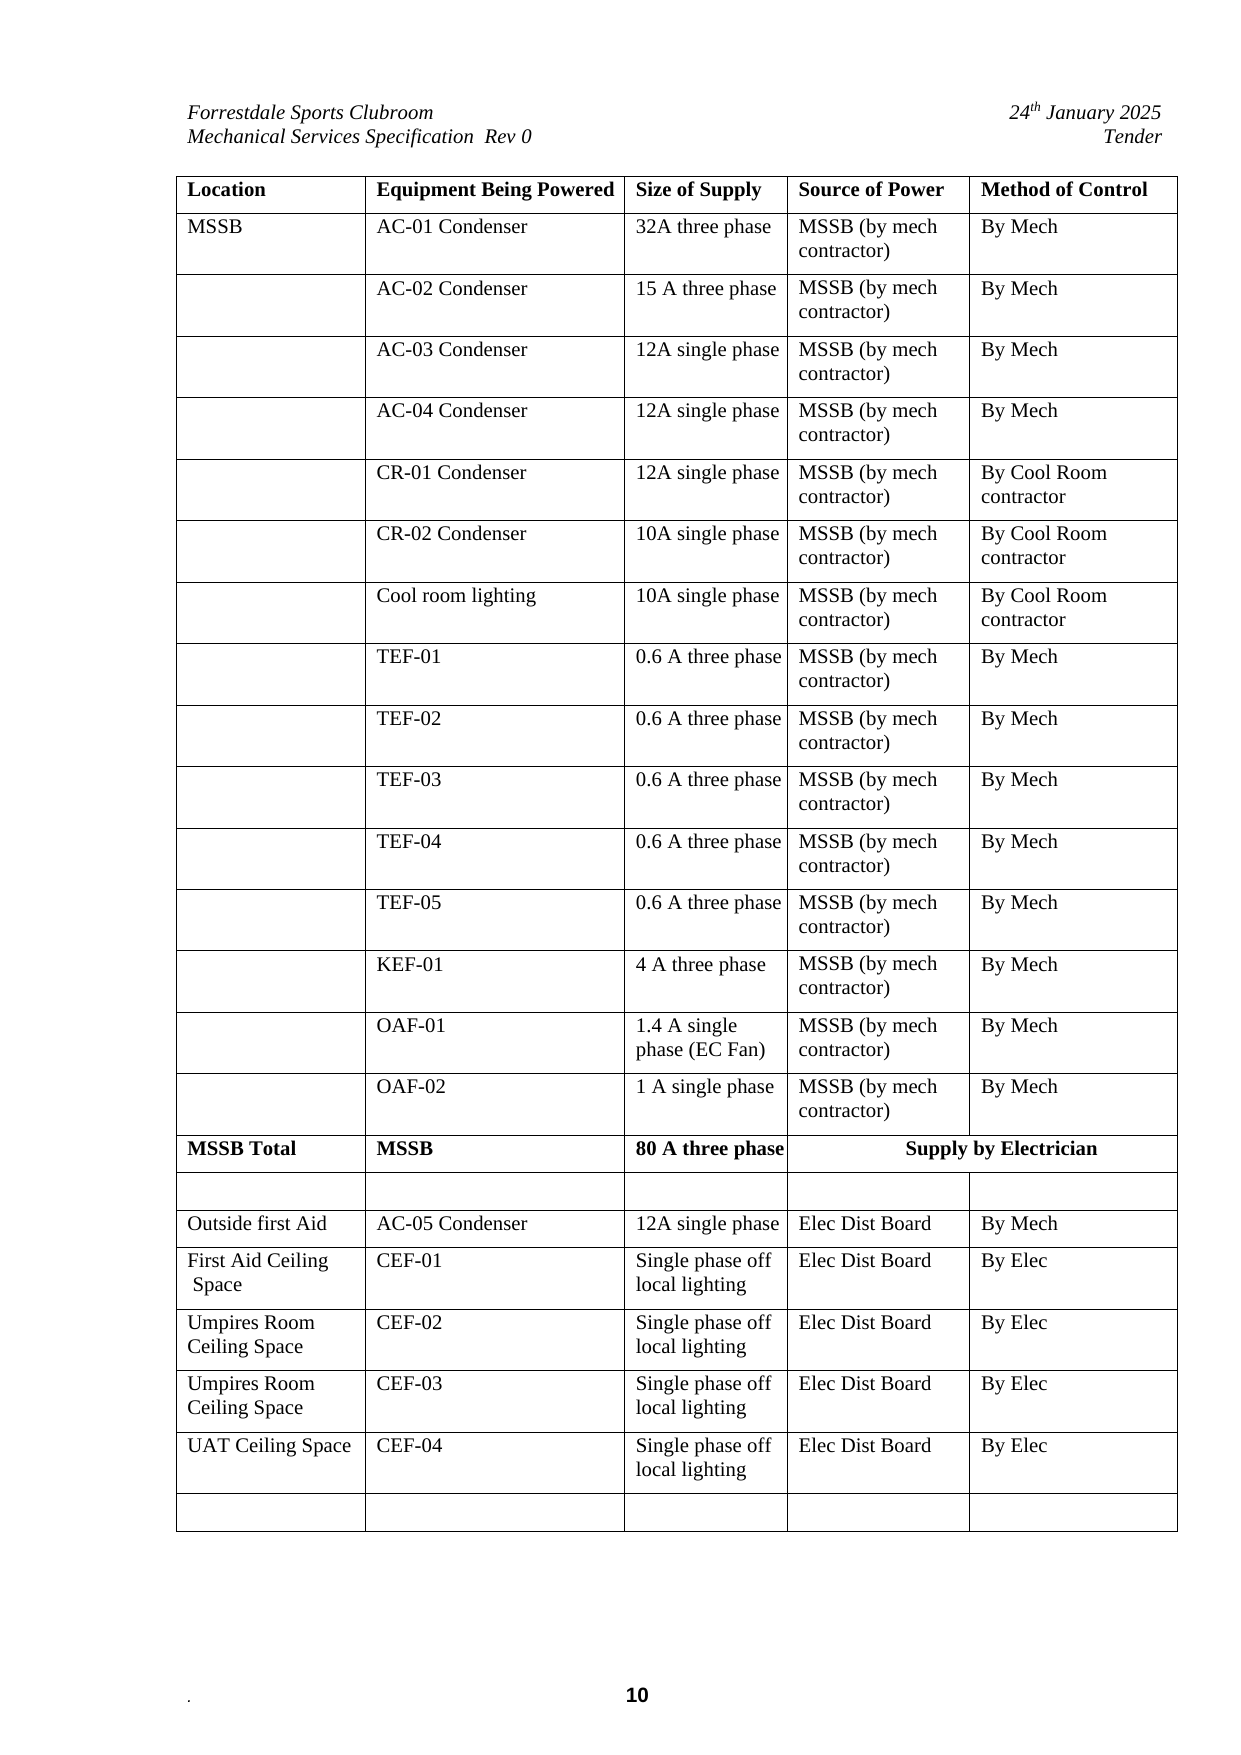 Forrestdale Sports Clubroom 24th January 2025
Mechanical Services Specification Rev 0 Tender
Location Equipment Being Powered Size of Supply Source of Power Method of Control
MSSB AC-01 Condenser 32A three phase MSSB (by mech By Mech
contractor)
AC-02 Condenser 15 A three phase MSSB (by mech By Mech
contractor)
AC-03 Condenser 12A single phase MSSB (by mech By Mech
contractor)
AC-04 Condenser 12A single phase MSSB (by mech By Mech
contractor)
CR-01 Condenser 12A single phase MSSB (by mech By Cool Room
contractor) contractor
CR-02 Condenser 10A single phase MSSB (by mech By Cool Room
contractor) contractor
Cool room lighting 10A single phase MSSB (by mech By Cool Room
contractor) contractor
TEF-01 0.6 A three phase MSSB (by mech By Mech
contractor)
TEF-02 0.6 A three phase MSSB (by mech By Mech
contractor)
TEF-03 0.6 A three phase MSSB (by mech By Mech
contractor)
TEF-04 0.6 A three phase MSSB (by mech By Mech
contractor)
TEF-05 0.6 A three phase MSSB (by mech By Mech
contractor)
KEF-01 4 A three phase MSSB (by mech By Mech
contractor)
OAF-01 1.4 A single MSSB (by mech By Mech
phase (EC Fan) contractor)
OAF-02 1 A single phase MSSB (by mech By Mech
contractor)
MSSB Total MSSB 80 A three phase Supply by Electrician
Outside first Aid AC-05 Condenser 12A single phase Elec Dist Board By Mech
First Aid Ceiling CEF-01 Single phase off Elec Dist Board By Elec
Space local lighting
Umpires Room CEF-02 Single phase off Elec Dist Board By Elec
Ceiling Space local lighting
Umpires Room CEF-03 Single phase off Elec Dist Board By Elec
Ceiling Space local lighting
UAT Ceiling Space CEF-04 Single phase off Elec Dist Board By Elec
local lighting
. 10